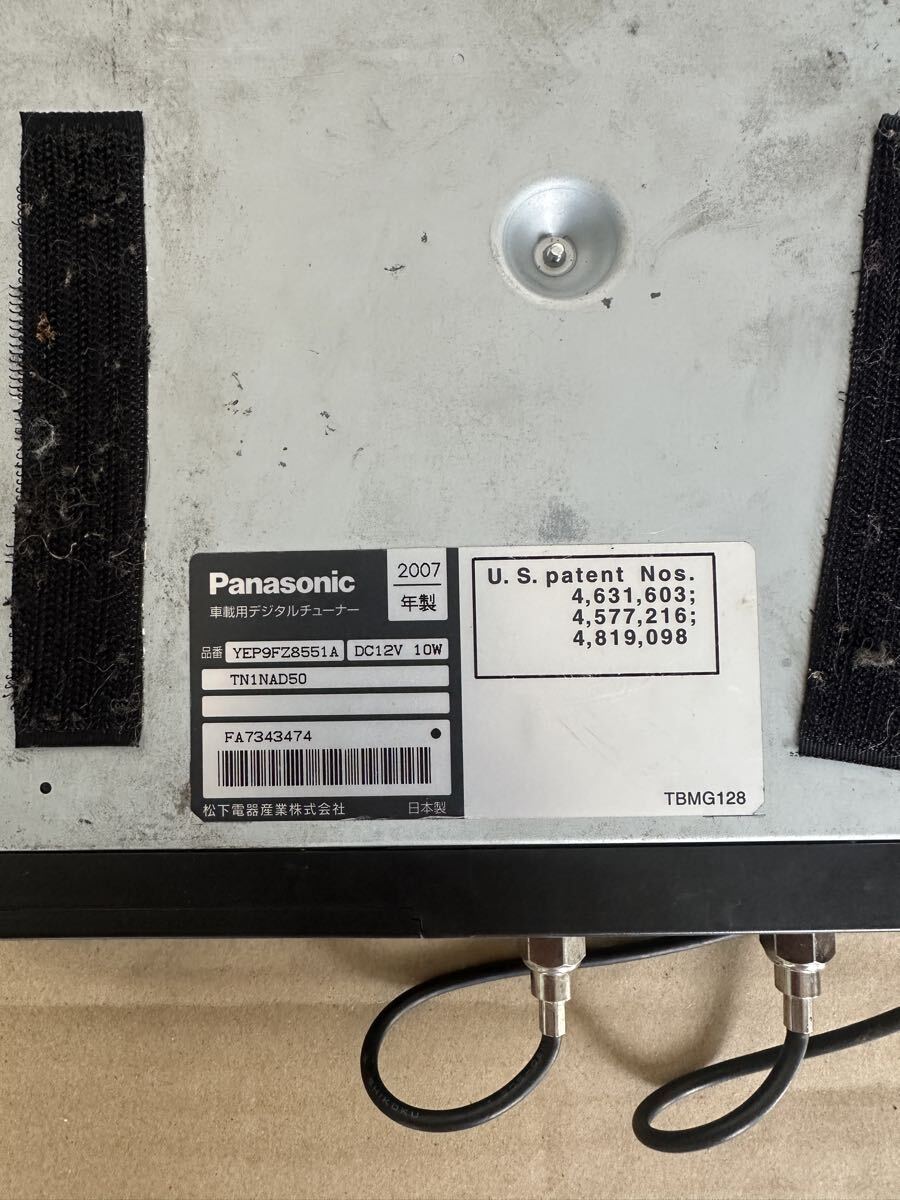 Panasonic
車載用デジタルチューナー
2007
年製
品番 YEP9FZ8551A DC12V 10W
TN1NAD50
FA7343474
松下電器産業株式会社 日本製
U.S. patent Nos.
4,631,603;
4,577,216;
4,819,098
TBMG128
SHIKOKU